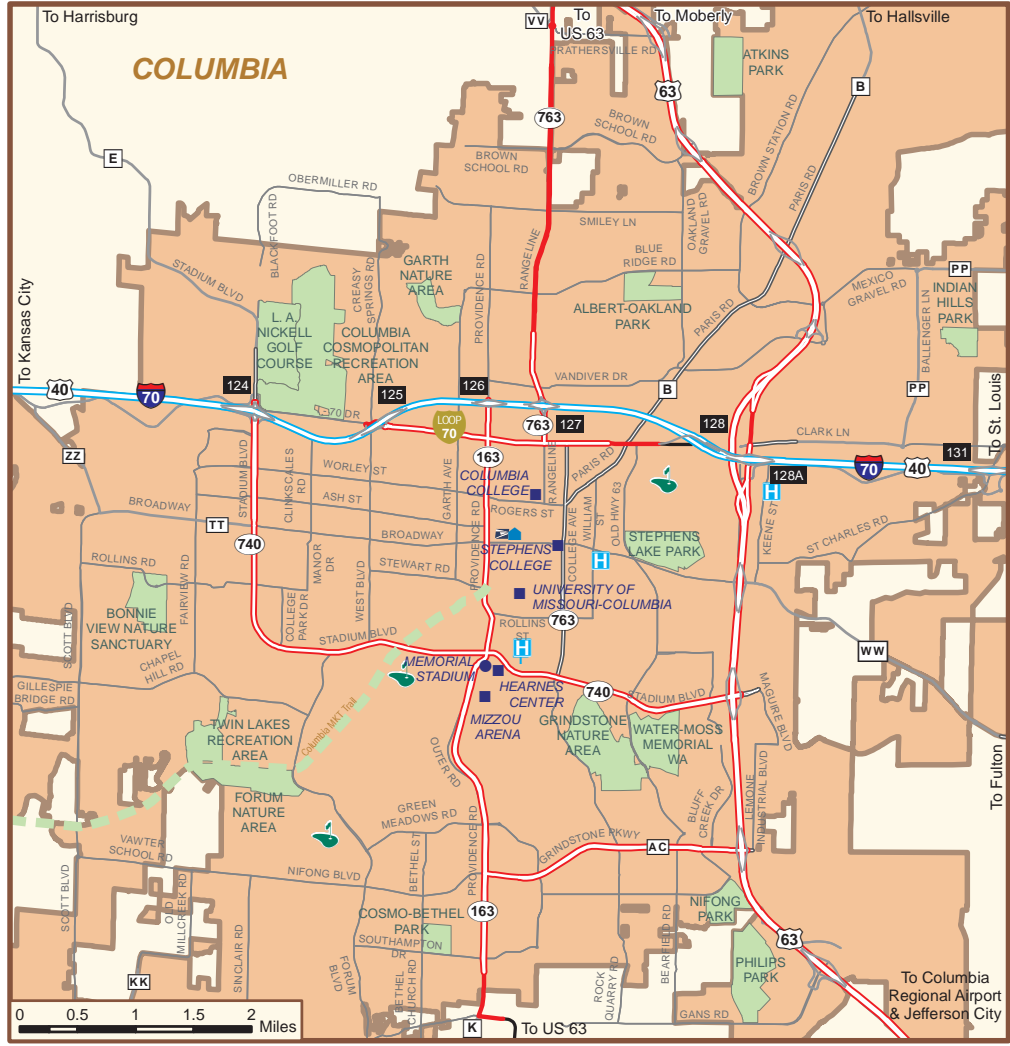 To Harrisburg
VV
To
US 63
To Moberly
To Hallsville
PRATHERSVILLE RD
COLUMBIA
ATKINS
PARK
63
B
763
E
BROWN
SCHOOL RD
BROWN STATION RD
BROWN
SCHOOL RD
PARIS RD
OBERMILLER RD
BLACKFOOT RD
SMILEY LN
OAKLAND
GRAVEL RD
RANGELINE
PROVIDENCE RD
CREASY
SPRINGS RD
GARTH
NATURE
AREA
BLUE
RIDGE RD
STADIUM BLVD
MEXICO
GRAVEL RD
PP
INDIAN
HILLS
PARK
ALBERT-OAKLAND
PARK
PARIS RD
BALLENGER LN
L. A.
NICKELL
GOLF
COURSE
COLUMBIA
COSMOPOLITAN
RECREATION
AREA
To Kansas City
VANDIVER DR
40
70
124
125
126
B
PP
I-70 DR
LOOP
70
763
127
128
CLARK LN
To St. Louis
131
ZZ
163
PARIS RD
70
40
128A
H
STADIUM BLVD
CLINKSCALES
RD
WORLEY ST
GARTH AVE
COLUMBIA
COLLEGE
RANGELINE
ASH ST
ROGERS ST
BROADWAY
TT
740
BROADWAY
PROVIDENCE RD
STEPHENS
COLLEGE
COLLEGE AVE
WILLIAM
ST
OLD HWY 63
KEENE ST
ST CHARLES RD
STEPHENS
LAKE PARK
H
ROLLINS RD
FAIRVIEW RD
MANOR
DR
STEWART RD
WEST BLVD
COLLEGE
PARK DR
UNIVERSITY OF
MISSOURI-COLUMBIA
SCOTT BLVD
BONNIE
VIEW NATURE
SANCTUARY
ROLLINS
ST
763
H
STADIUM BLVD
WW
CHAPEL
HILL RD
MEMORIAL
STADIUM
GILLESPIE
BRIDGE RD
HEARNES
CENTER
740
STADIUM BLVD
MAGUIRE BLVD
MIZZOU
ARENA
TWIN LAKES
RECREATION
AREA
Columbia MKT Trail
OUTER RD
GRINDSTONE
NATURE
AREA
WATER-MOSS
MEMORIAL
WA
To Fulton
FORUM
NATURE
AREA
GREEN
MEADOWS RD
BLUFF
CREEK DR
LEMONE
INDUSTRIAL BLVD
VAWTER
SCHOOL RD
BETHEL ST
PROVIDENCE RD
GRINDSTONE PKWY
AC
NIFONG BLVD
SCOTT BLVD
OLD
MILLCREEK RD
COSMO-BETHEL
PARK
163
NIFONG
PARK
SOUTHAMPTON
DR
63
SINCLAIR RD
FORUM
BLVD
BETHEL
CHURCH RD
ROCK
QUARRY RD
BEARFIELD RD
PHILIPS
PARK
KK
To Columbia
Regional Airport
& Jefferson City
GANS RD
K
To US 63
0 0.5 1 1.5 2
Miles